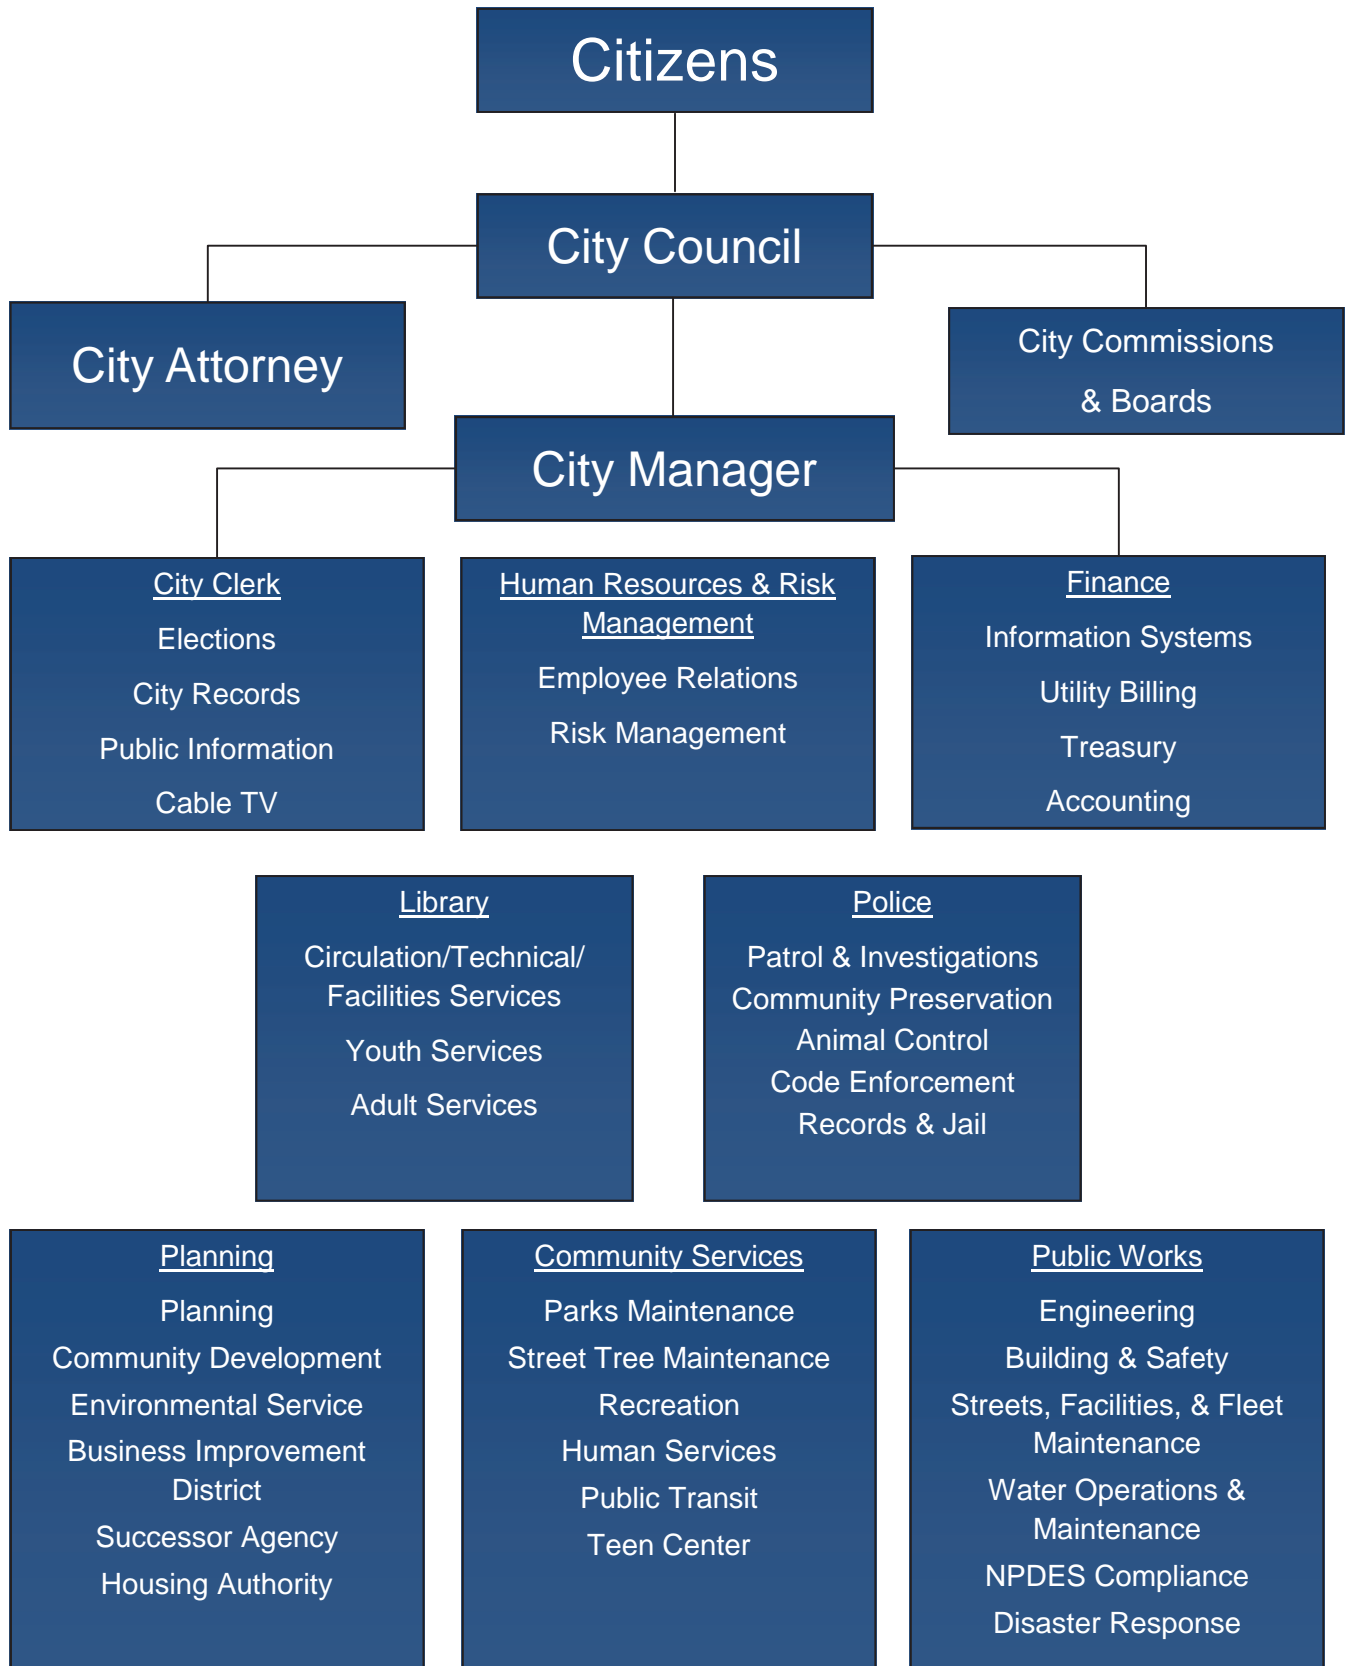 Citizens
City Council
City Attorney
City Commissions
& Boards
City Manager
City Clerk
Elections
City Records
Public Information
Cable TV
Human Resources & Risk
Management
Employee Relations
Risk Management
Finance
Information Systems
Utility Billing
Treasury
Accounting
Library
Circulation/Technical/
Facilities Services
Youth Services
Adult Services
Police
Patrol & Investigations
Community Preservation
Animal Control
Code Enforcement
Records & Jail
Planning
Planning
Community Development
Environmental Service
Business Improvement
District
Successor Agency
Housing Authority
Community Services
Parks Maintenance
Street Tree Maintenance
Recreation
Human Services
Public Transit
Teen Center
Public Works
Engineering
Building & Safety
Streets, Facilities, & Fleet
Maintenance
Water Operations &
Maintenance
NPDES Compliance
Disaster Response